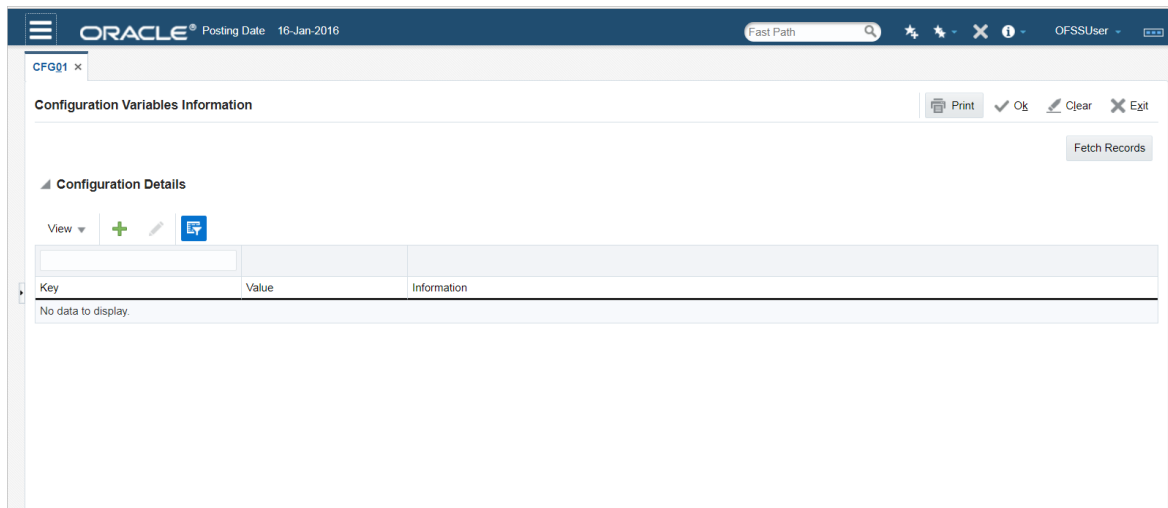 ORACLE® Posting Date 16-Jan-2016 Fast Path OFSSUser
CFG01 ×
Configuration Variables Information Print Ok Clear Exit
Fetch Records
Configuration Details
View
Key Value Information
No data to display.